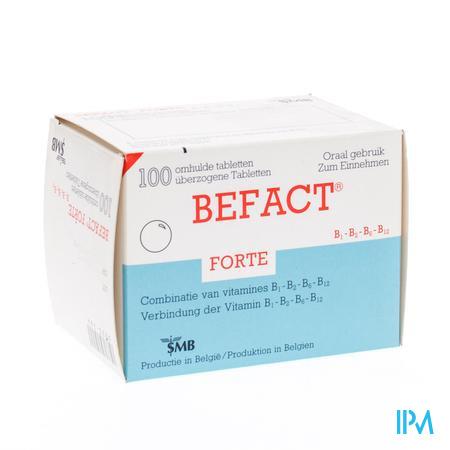 100 omhulde tabletten
überzogene Tabletten
Oraal gebruik
Zum Einnehmen
BEFACT®
B1-B2-B6-B12
FORTE
Combinatie van vitamines B1-B2-B6-B12
Verbindung der Vitamin B1-B2-B6-B12
SMB
Productie in België/Produktion in Belgien
SMB
100
BEFACT® FORTE
IPM